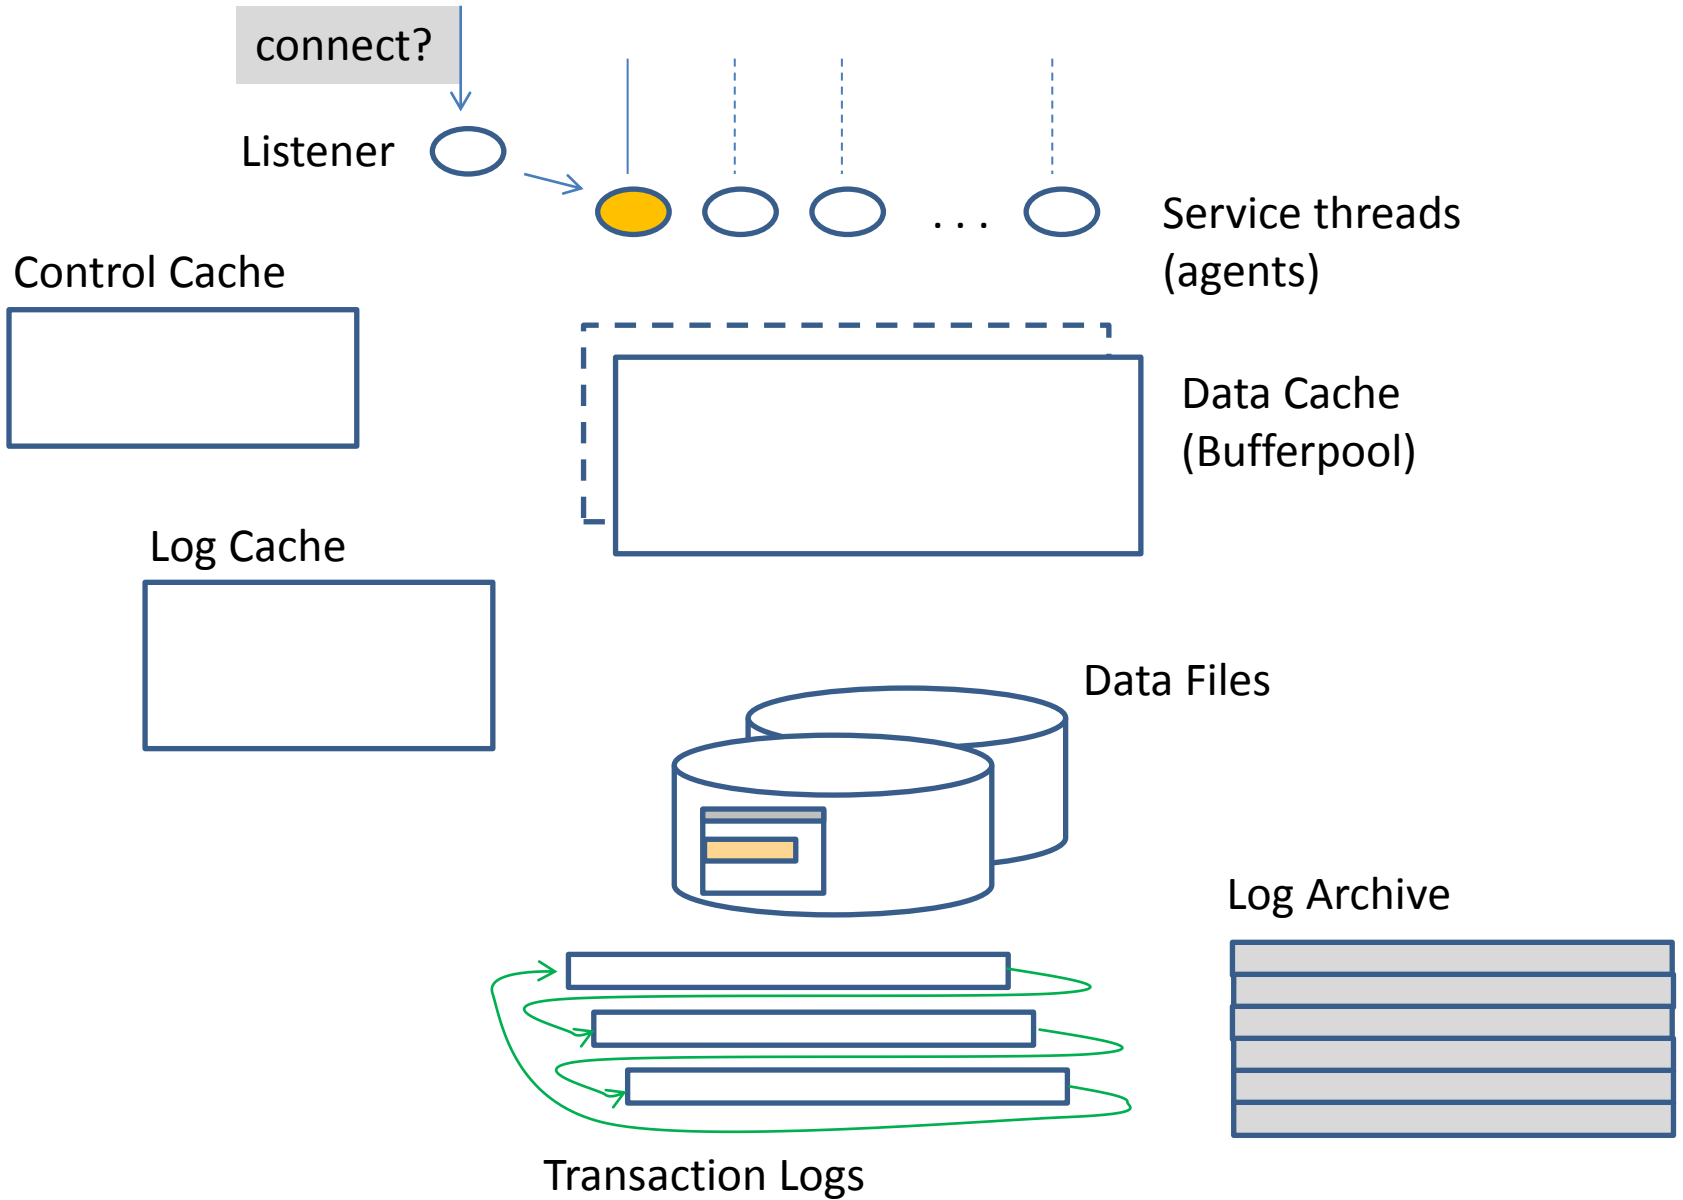 connect?
Listener
. . .
Service threads
(agents)
Control Cache
Data Cache
(Bufferpool)
Log Cache
Data Files
Log Archive
Transaction Logs